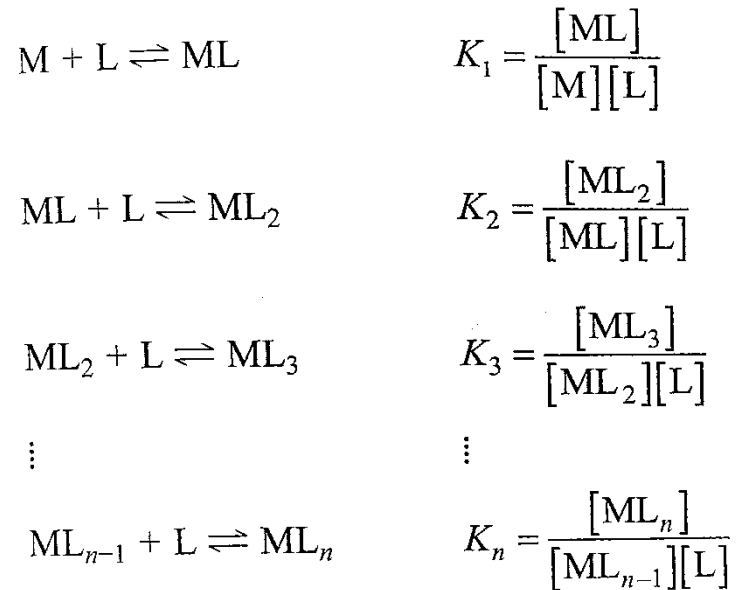 M + L ⇌ ML K₁ = [ML] / [M][L]
ML + L ⇌ ML₂ K₂ = [ML₂] / [ML][L]
ML₂ + L ⇌ ML₃ K₃ = [ML₃] / [ML₂][L]
⋮ ⋮
MLₙ₋₁ + L ⇌ MLₙ Kₙ = [MLₙ] / [MLₙ₋₁][L]